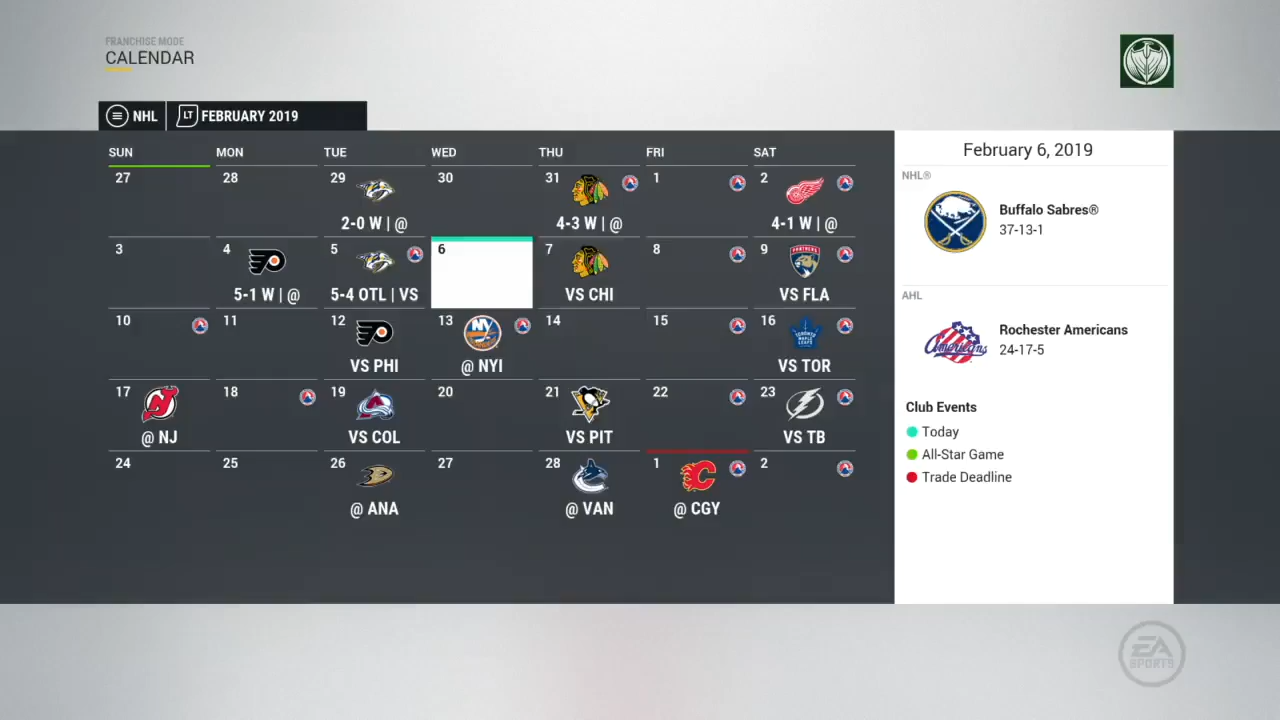 FRANCHISE MODE
CALENDAR
NHL LT FEBRUARY 2019
SUN MON TUE WED THU FRI SAT
27 28 29 30 31 1 2
2-0 W | @ 4-3 W | @ 4-1 W | @
3 4 5 6 7 8 9
5-1 W | @ 5-4 OTL | VS VS CHI VS FLA
10 11 12 13 14 15 16
VS PHI @ NYI VS TOR
17 18 19 20 21 22 23
@ NJ VS COL VS PIT VS TB
24 25 26 27 28 1 2
@ ANA @ VAN @ CGY
February 6, 2019
NHL®
Buffalo Sabres®
37-13-1
AHL
Americans
Rochester Americans
24-17-5
Club Events
Today
All-Star Game
Trade Deadline
EA
SPORTS